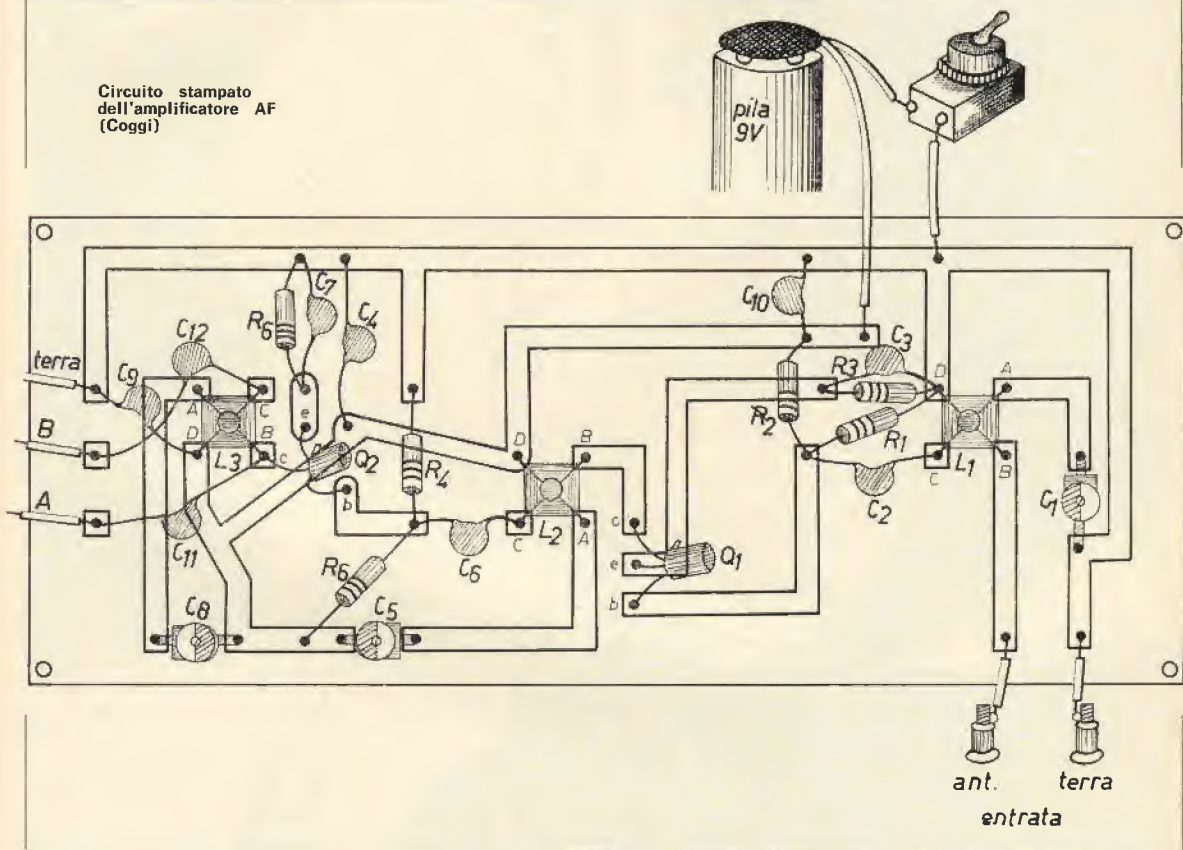 Circuito stampato
dell'amplificatore AF
(Coggi)
pila
9V
C7
R6
C4
C10
C12
C3
terra
C9
R3
D
A
A
C
e
R2
B
D
B
c
Q2
R4
D
B
R1
L3
C
L1
B
A
b
C2
C1
C11
C
L2
A
c
C6
e
Q1
R6
b
C8
C5
ant.
terra
entrata